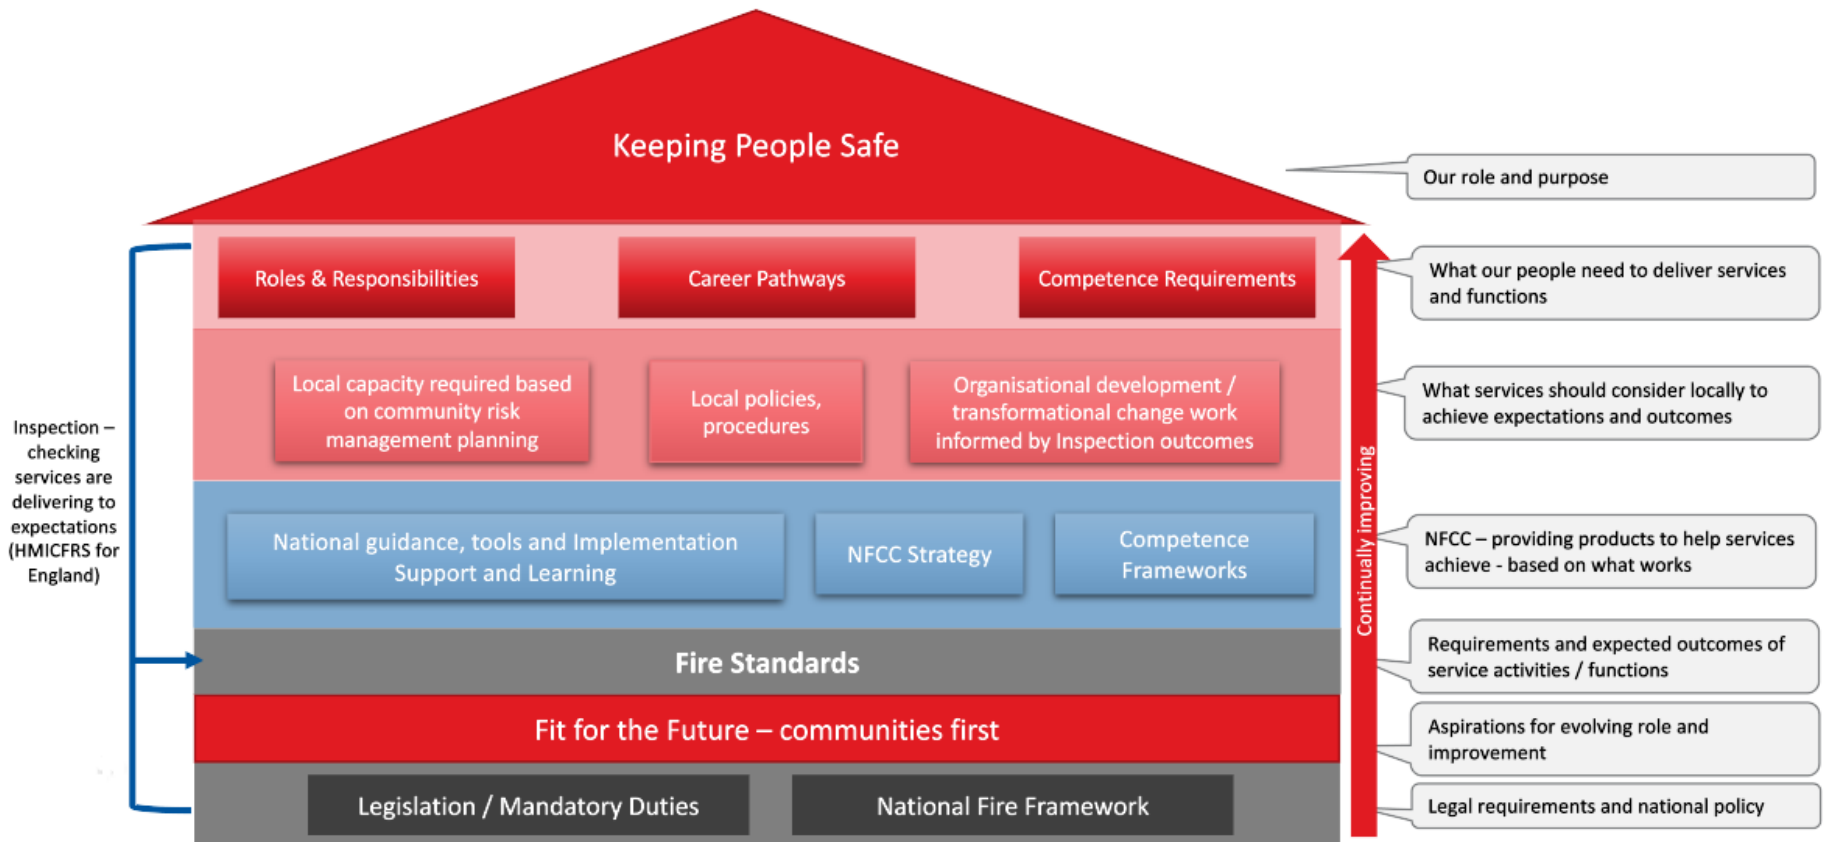 Keeping People Safe
Our role and purpose
Roles & Responsibilities
Career Pathways
Competence Requirements
What our people need to deliver services
and functions
Local capacity required based
on community risk
management planning
Local policies,
procedures
Organisational development /
transformational change work
informed by Inspection outcomes
What services should consider locally to
achieve expectations and outcomes
Inspection –
checking
services are
delivering to
expectations
(HMICFRS for
England)
Continually improving
National guidance, tools and Implementation
Support and Learning
NFCC Strategy
Competence
Frameworks
NFCC – providing products to help services
achieve - based on what works
Fire Standards
Requirements and expected outcomes of
service activities / functions
Fit for the Future – communities first
Aspirations for evolving role and
improvement
Legislation / Mandatory Duties
National Fire Framework
Legal requirements and national policy